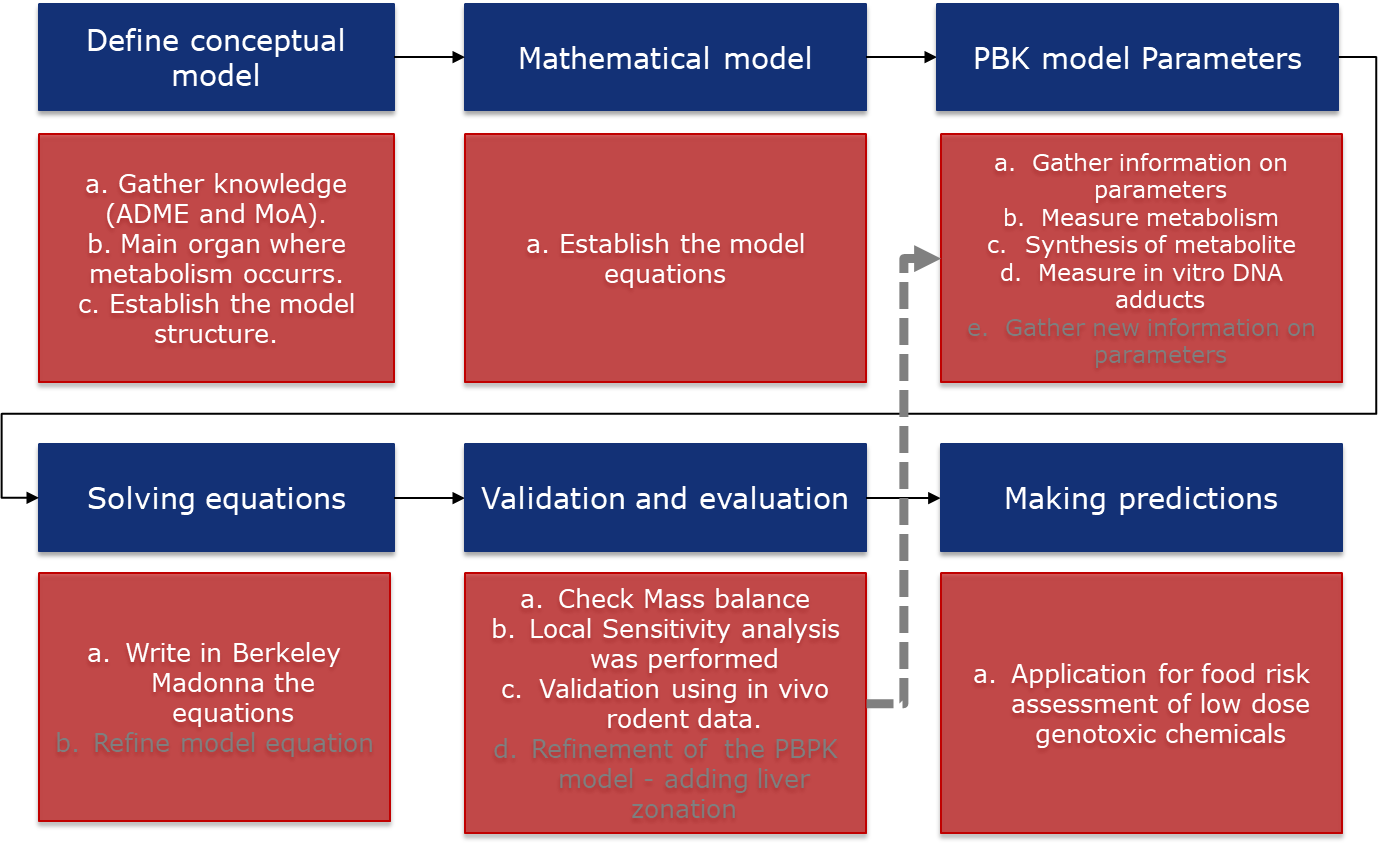 Define conceptual
model
Mathematical model
PBK model Parameters
a. Gather knowledge
(ADME and MoA).
b. Main organ where
metabolism occurrs.
c. Establish the model
structure.
a. Establish the model
equations
a. Gather information on
parameters
b. Measure metabolism
c. Synthesis of metabolite
d. Measure in vitro DNA
adducts
e. Gather new information on
parameters
Solving equations
Validation and evaluation
Making predictions
a. Write in Berkeley
Madonna the
equations
b. Refine model equation
a. Check Mass balance
b. Local Sensitivity analysis
was performed
c. Validation using in vivo
rodent data.
d. Refinement of the PBPK
model - adding liver
zonation
a. Application for food risk
assessment of low dose
genotoxic chemicals